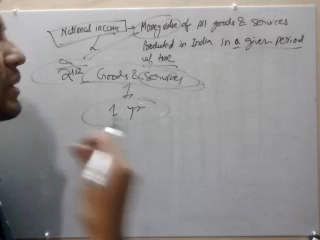 National income → Money value of all goods & services
Produced in India in a given period
of time
Goods & Services
1 yr